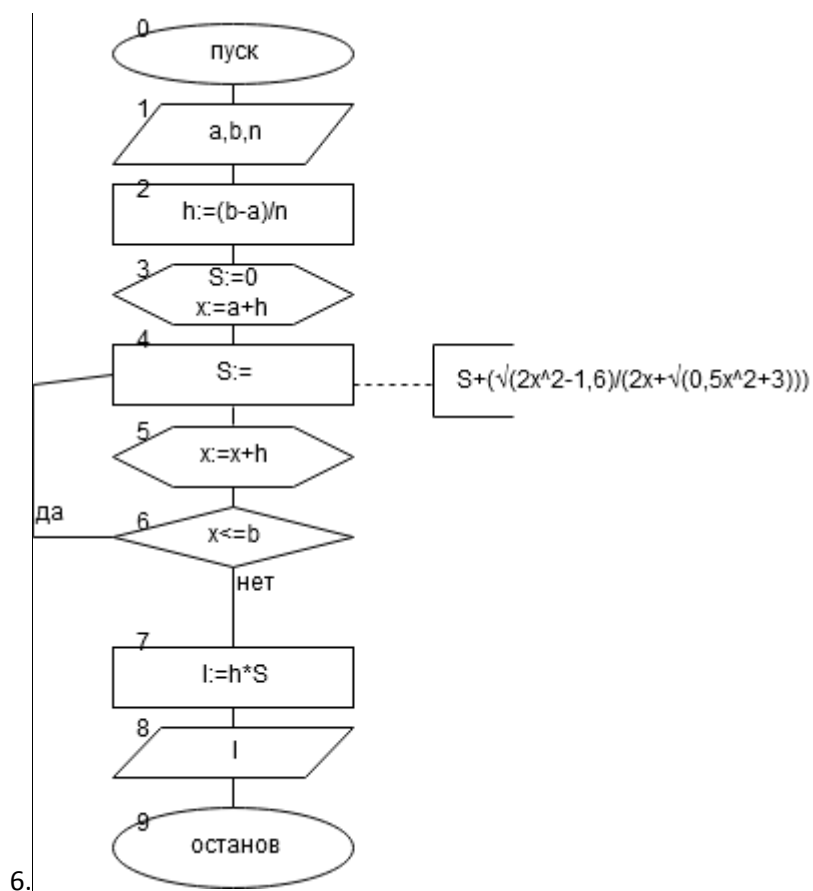 0
пуск
1
a,b,n
2
h:=(b-a)/n
3
S:=0
x:=a+h
4
S:=
S+(√(2x^2-1,6)/(2x+√(0,5x^2+3)))
5
x:=x+h
да
6
x<=b
нет
7
I:=h*S
8
I
9
останов
6.